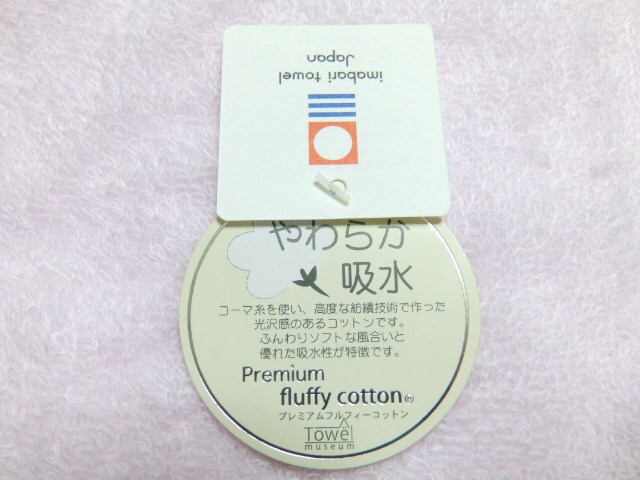 imabari towel
Japan
やわらか
吸水
コーマ糸を使い、高度な紡績技術で作った
光沢感のあるコットンです。
ふんわりソフトな風合いと
優れた吸水性が特徴です。
Premium
fluffy cotton®
プレミアムフルフィーコットン
Towel
museum